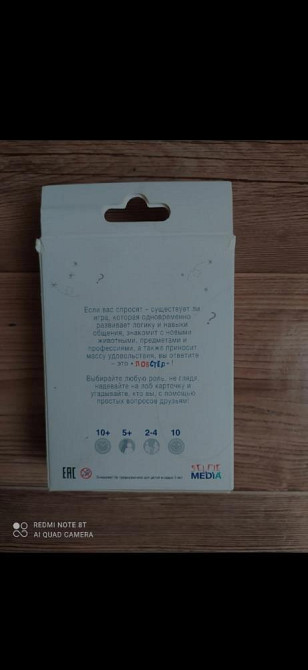 Если вас спросят – существует ли
игра, которая одновременно
развивает логику и навыки
общения, знакомит с новыми
животными, предметами и
профессиями, а также приносит
массу удовольствия, вы ответите
– это «ЛОБСТЕР»!
Выбирайте любую роль, не глядя
надевайте на лоб карточку и
угадывайте, кто вы, с помощью
простых вопросов друзьям!
10+ 5+ 2-4 10
EAC
SELFIE
MEDIA
REDMI NOTE 8T
AI QUAD CAMERA